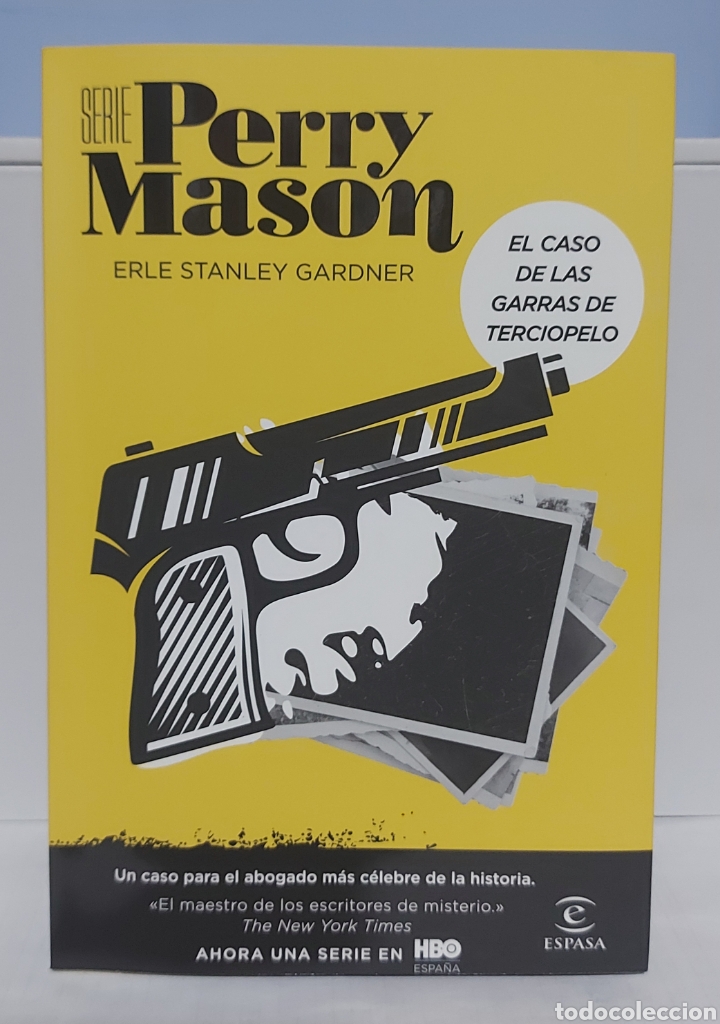 SERIE Perry
Mason
ERLE STANLEY GARDNER
EL CASO
DE LAS
GARRAS DE
TERCIOPELO
Un caso para el abogado más célebre de la historia.
«El maestro de los escritores de misterio.»
The New York Times
AHORA UNA SERIE EN HBO
ESPAÑA
e
ESPASA
todocoleccion